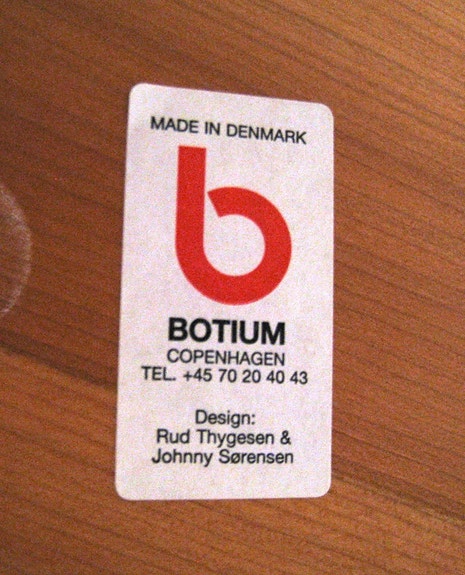 MADE IN DENMARK
b
BOTIUM
COPENHAGEN
TEL. +45 70 20 40 43
Design:
Rud Thygesen &
Johnny Sørensen